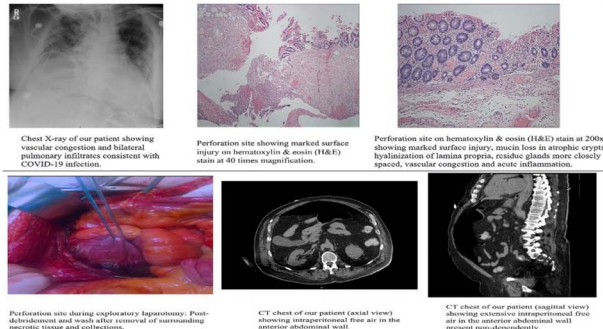 R
Chest X-ray of our patient showing
vascular congestion and bilateral
pulmonary infiltrates consistent with
COVID-19 infection.
Perforation site showing marked surface
injury on hematoxylin & eosin (H&E)
stain at 40 times magnification.
Perforation site on hematoxylin & eosin (H&E) stain at 200x
showing marked surface injury, mucin loss in atrophic crypts
hyalinization of lamina propria, residue glands more closely
spaced, vascular congestion and acute inflammation.
Perforation site during exploratory laparotomy: Post-
debridement and wash after removal of surrounding
necrotic tissue and collections.
CT chest of our patient (axial view)
showing intraperitoneal free air in the
anterior abdominal wall
CT chest of our patient (sagittal view)
showing extensive intraperitoneal free
air in the anterior abdominal wall
present non-dependently